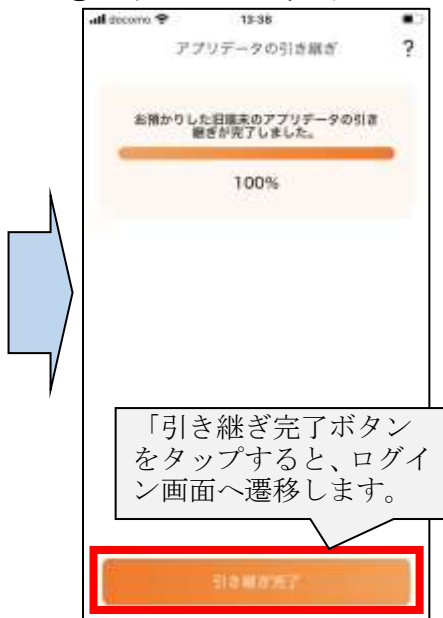 docomo 13:38
アプリデータの引き継ぎ ?
お預かりした旧端末のアプリデータの引き
継ぎが完了しました。
100%
「引き継ぎ完了ボタン
をタップすると、ログイ
ン画面へ遷移します。
引き継ぎ完了